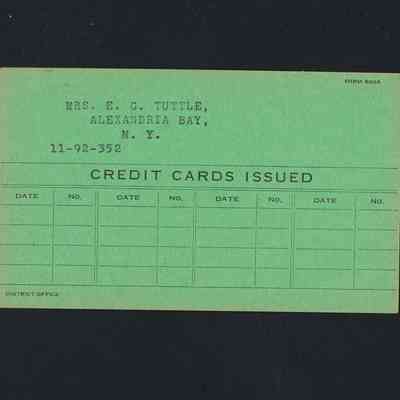 MRS. E. G. TUTTLE,
ALEXANDRIA BAY,
N. Y.
11-92-352
CREDIT CARDS ISSUED
DATE NO. DATE NO. DATE NO. DATE NO.
DISTRICT OFFICE